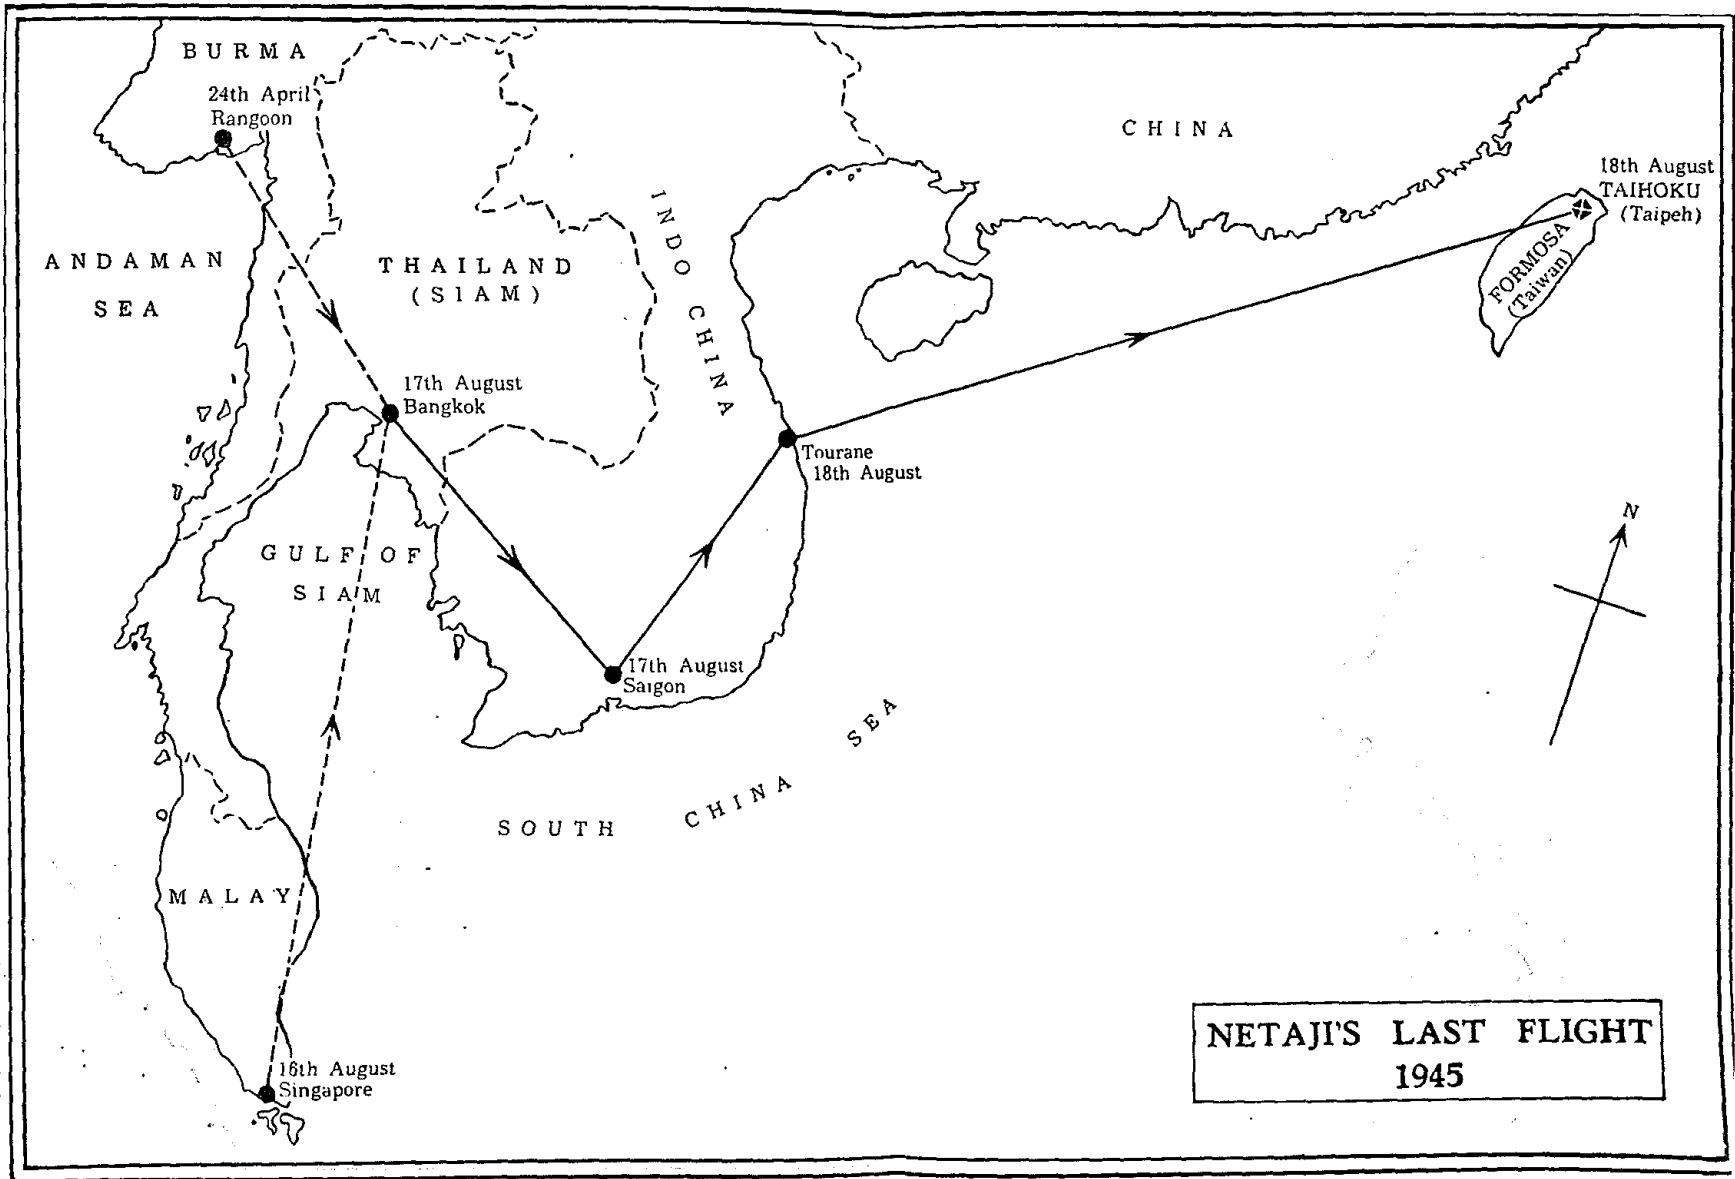 BURMA
24th April
Rangoon
CHINA
18th August
TAIHOKU
(Taipeh)
ANDAMAN
SEA
THAILAND
(SIAM)
INDO CHINA
FORMOSA
(Taiwan)
17th August
Bangkok
Tourane
18th August
N
GULF OF
SIAM
17th August
Saigon
SOUTH CHINA SEA
MALAY
16th August
Singapore
NETAJI'S LAST FLIGHT
1945